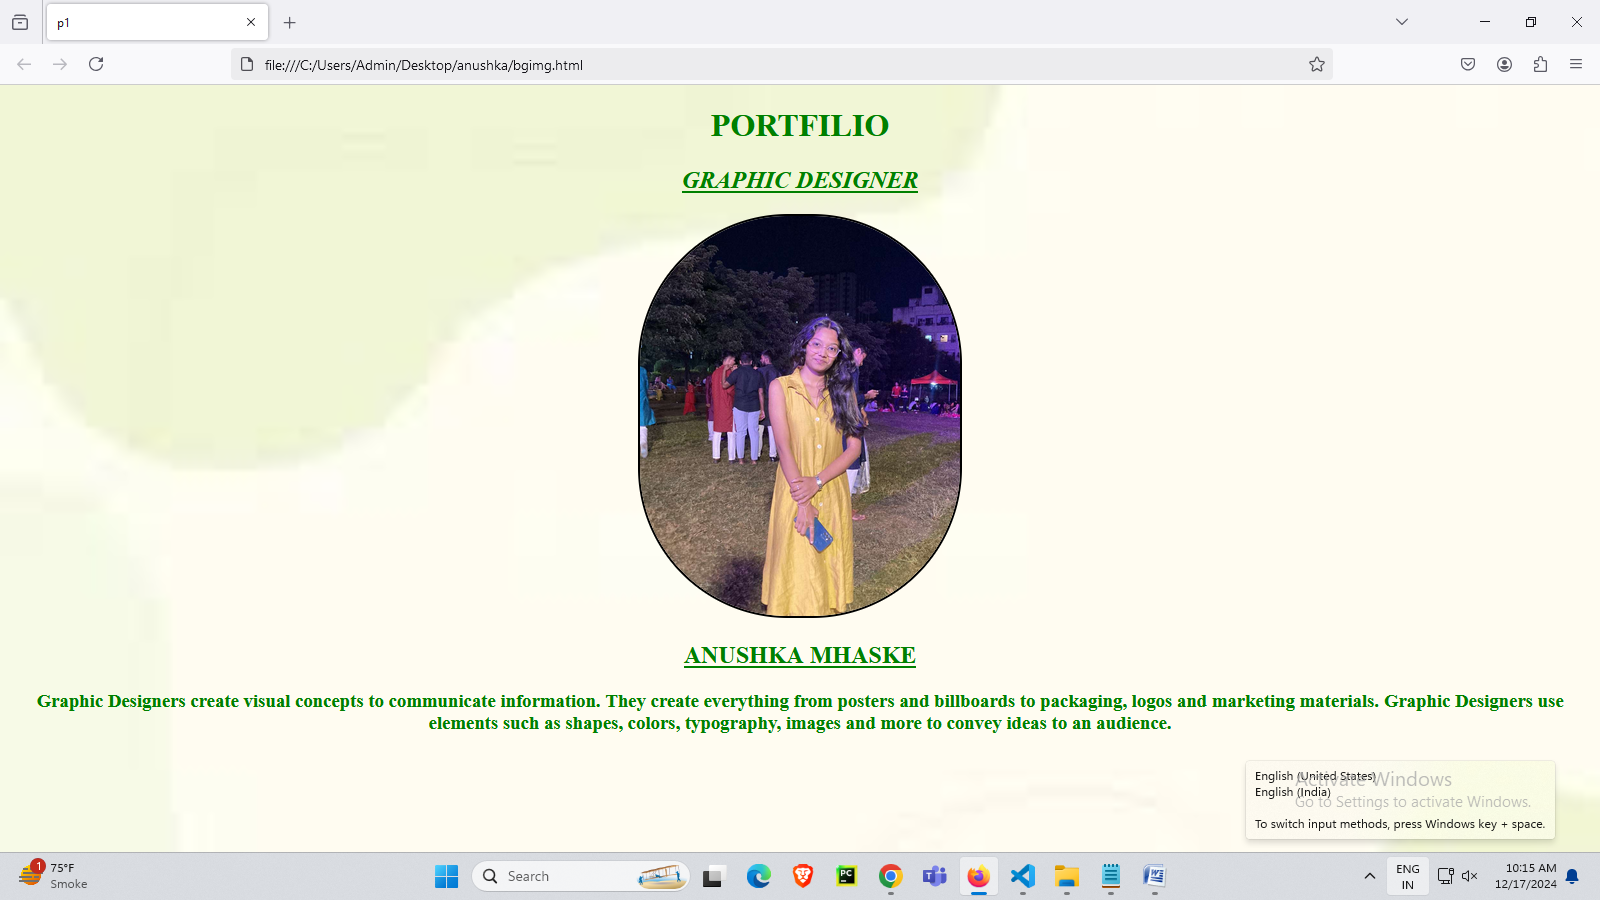 p1
file:///C:/Users/Admin/Desktop/anushka/bgimg.html
PORTFILIO
GRAPHIC DESIGNER
ANUSHKA MHASKE
Graphic Designers create visual concepts to communicate information. They create everything from posters and billboards to packaging, logos and marketing materials. Graphic Designers use
elements such as shapes, colors, typography, images and more to convey ideas to an audience.
English (United States)
Activate Windows
English (India)
Go to Settings to activate Windows.
To switch input methods, press Windows key + space.
1
75°F
Smoke
Search
PC
ENG
IN
10:15 AM
12/17/2024